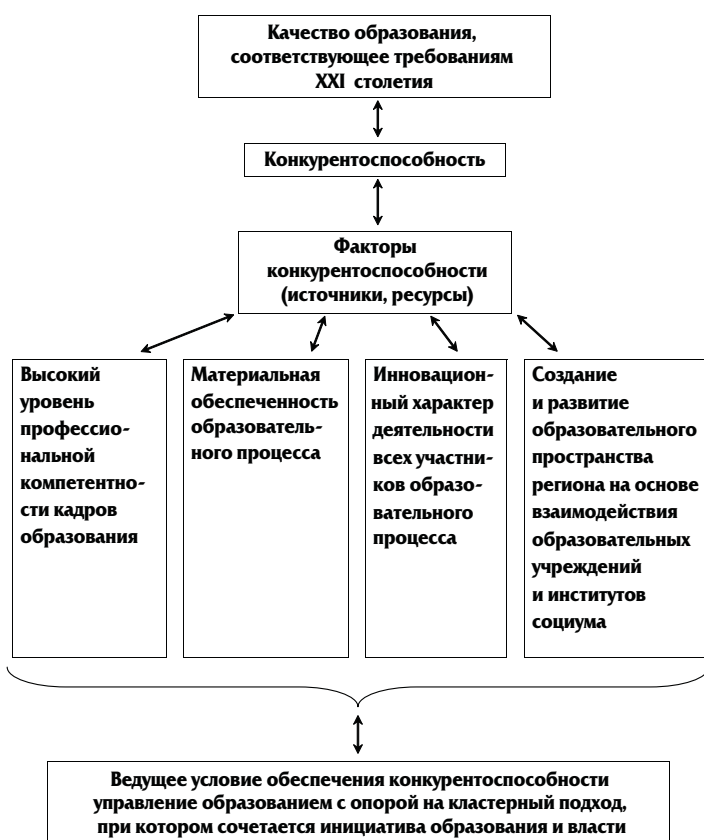 Качество образования,
соответствующее требованиям
XXI столетия
Конкурентоспособность
Факторы
конкурентоспособности
(источники, ресурсы)
Высокий
уровень
профессио-
нальной
компетентно-
сти кадров
образования
Материальная
обеспеченность
образователь-
ного процесса
Инновацион-
ный характер
деятельности
всех участни-
ков образо-
вательного
процесса
Создание
и развитие
образовательного
пространства
региона на основе
взаимодействия
образовательных
учреждений
и институтов
социума
Ведущее условие обеспечения конкурентоспособности
управление образованием с опорой на кластерный подход,
при котором сочетается инициатива образования и власти